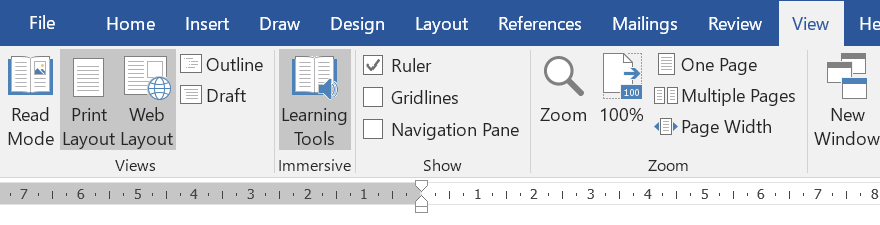 File Home Insert Draw Design Layout References Mailings Review View He
Read Mode
Print Layout
Web Layout
Outline
Draft
Views
Learning Tools
Immersive
Ruler
Gridlines
Navigation Pane
Show
Zoom
100
100%
One Page
Multiple Pages
Page Width
Zoom
New Window
7 6 5 4 3 2 1 1 2 3 4 5 6 7 8